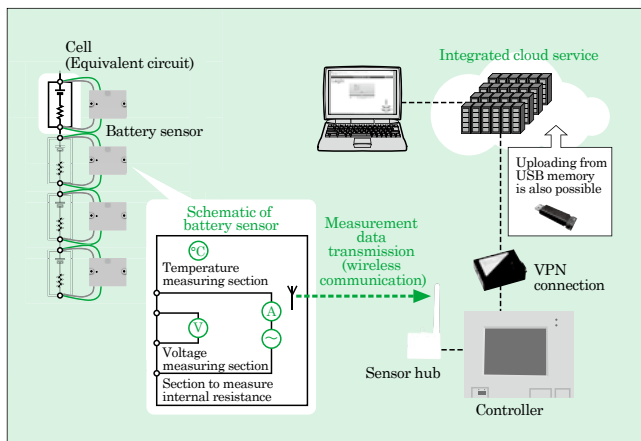 Cell
(Equivalent circuit)
Battery sensor
Integrated cloud service
Uploading from
USB memory
is also possible
Schematic of
battery sensor
°C
Temperature
measuring section
A
V
~
Voltage
measuring section
Section to measure
internal resistance
Measurement
data
transmission
(wireless
communication)
VPN
connection
Sensor hub
Controller